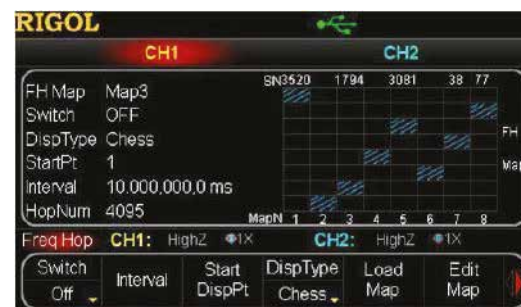 RIGOL
CH1 CH2
SN3520 1794 3081 38 77
FH Map Map3
Switch OFF
DispType Chess
StartPt 1
Interval 10.000,000,0 ms
HopNum 4095
FH
Map
MapN 1 2 3 4 5 6 7 8
Freq Hop CH1: HighZ 1X CH2: HighZ 1X
Switch Off
Interval
Start DispPt
DispType Chess
Load Map
Edit Map